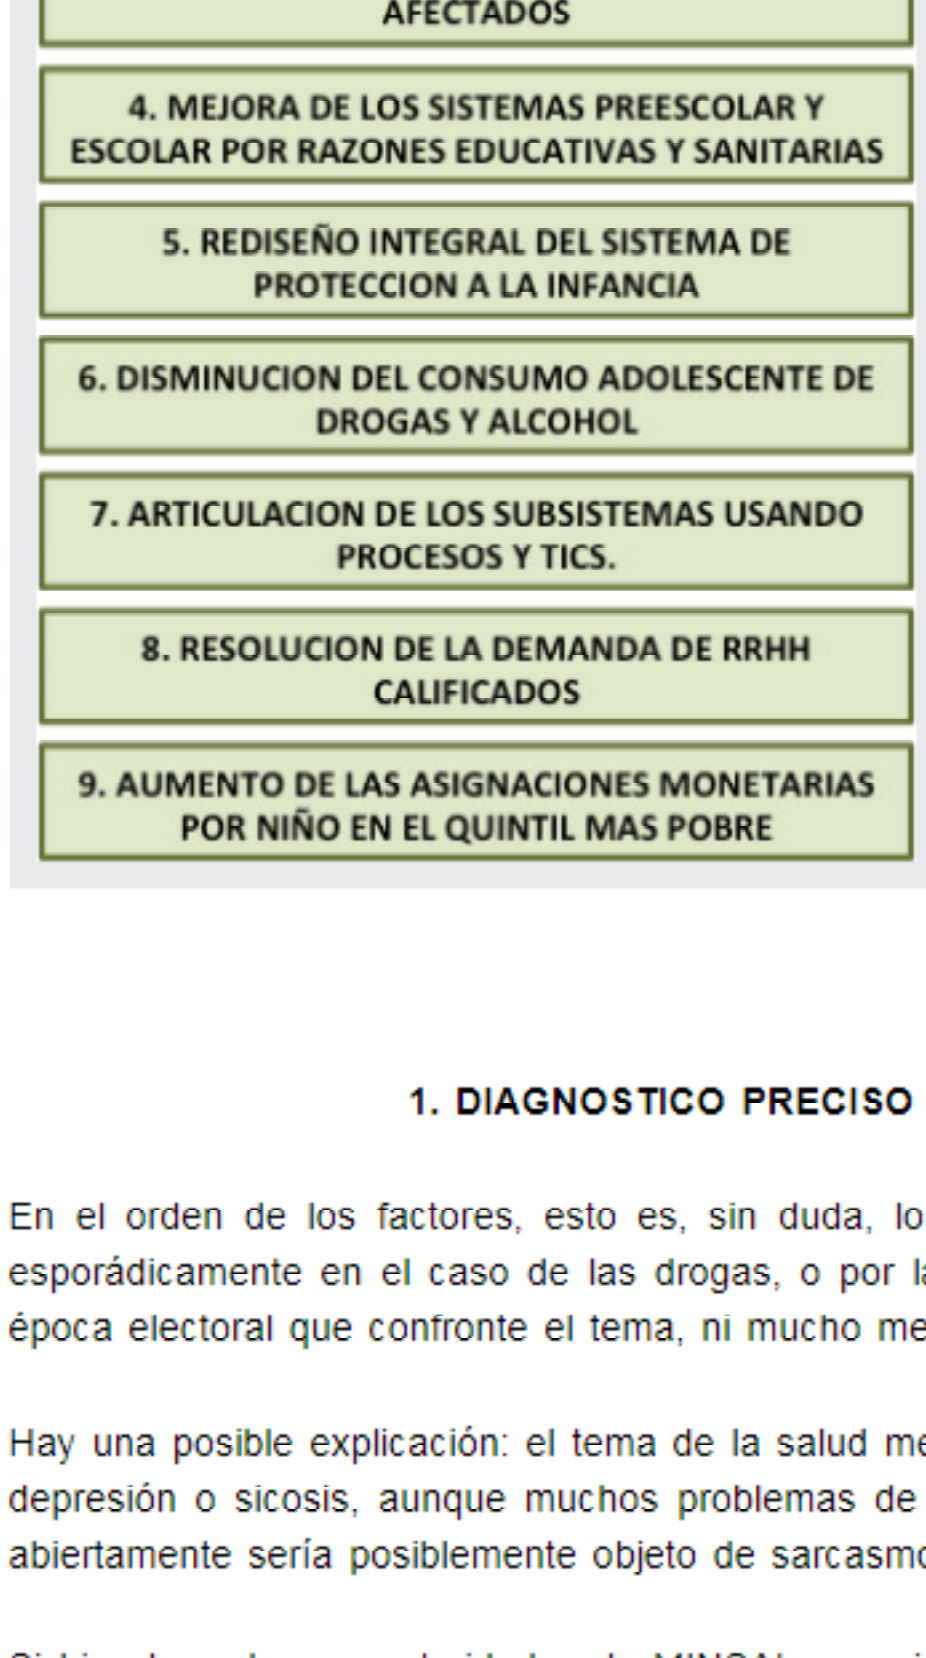 AFECTADOS
4. MEJORA DE LOS SISTEMAS PREESCOLAR Y
ESCOLAR POR RAZONES EDUCATIVAS Y SANITARIAS
5. REDISEÑO INTEGRAL DEL SISTEMA DE
PROTECCION A LA INFANCIA
6. DISMINUCION DEL CONSUMO ADOLESCENTE DE
DROGAS Y ALCOHOL
7. ARTICULACION DE LOS SUBSISTEMAS USANDO
PROCESOS Y TICS.
8. RESOLUCION DE LA DEMANDA DE RRHH
CALIFICADOS
9. AUMENTO DE LAS ASIGNACIONES MONETARIAS
POR NIÑO EN EL QUINTIL MAS POBRE
1. DIAGNOSTICO PRECISO
En el orden de los factores, esto es, sin duda, lo
esporádicamente en el caso de las drogas, o por
época electoral que confronte el tema, ni mucho
Hay una posible explicación: el tema de la salud
depresión o sicosis, aunque muchos problemas de
abiertamente sería posiblemente objeto de